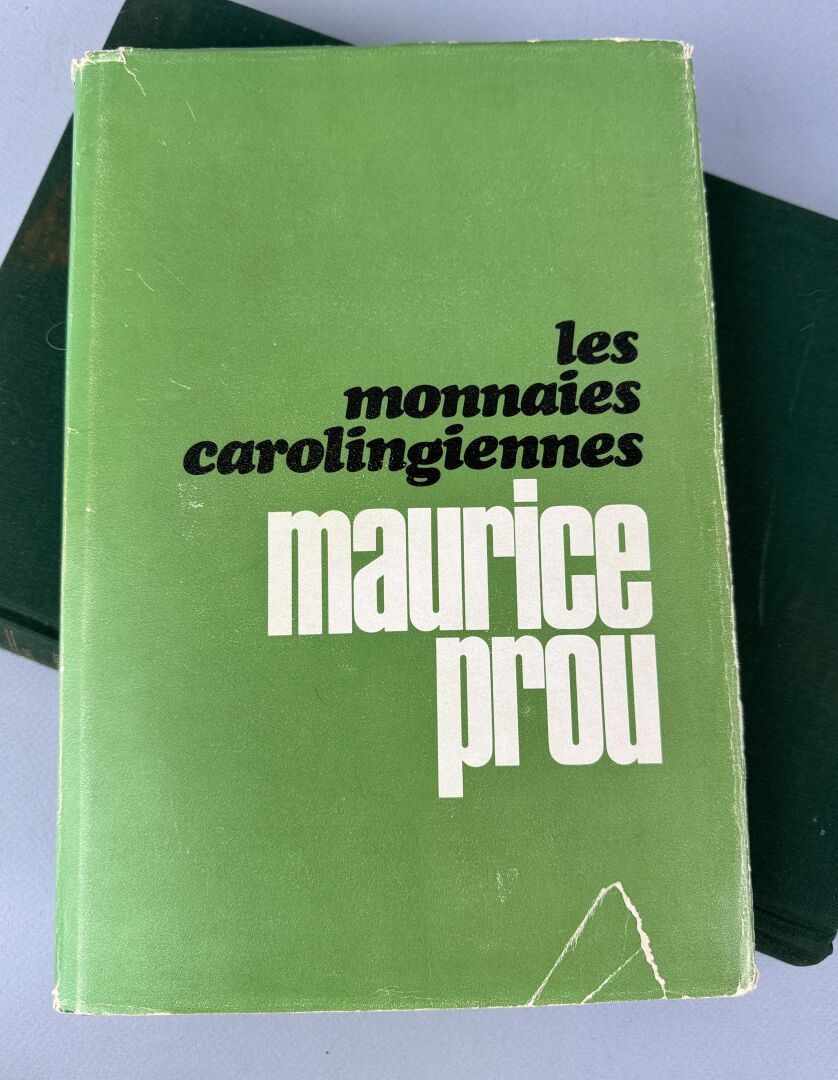 les
monnaies
carolingiennes
maurice
prou